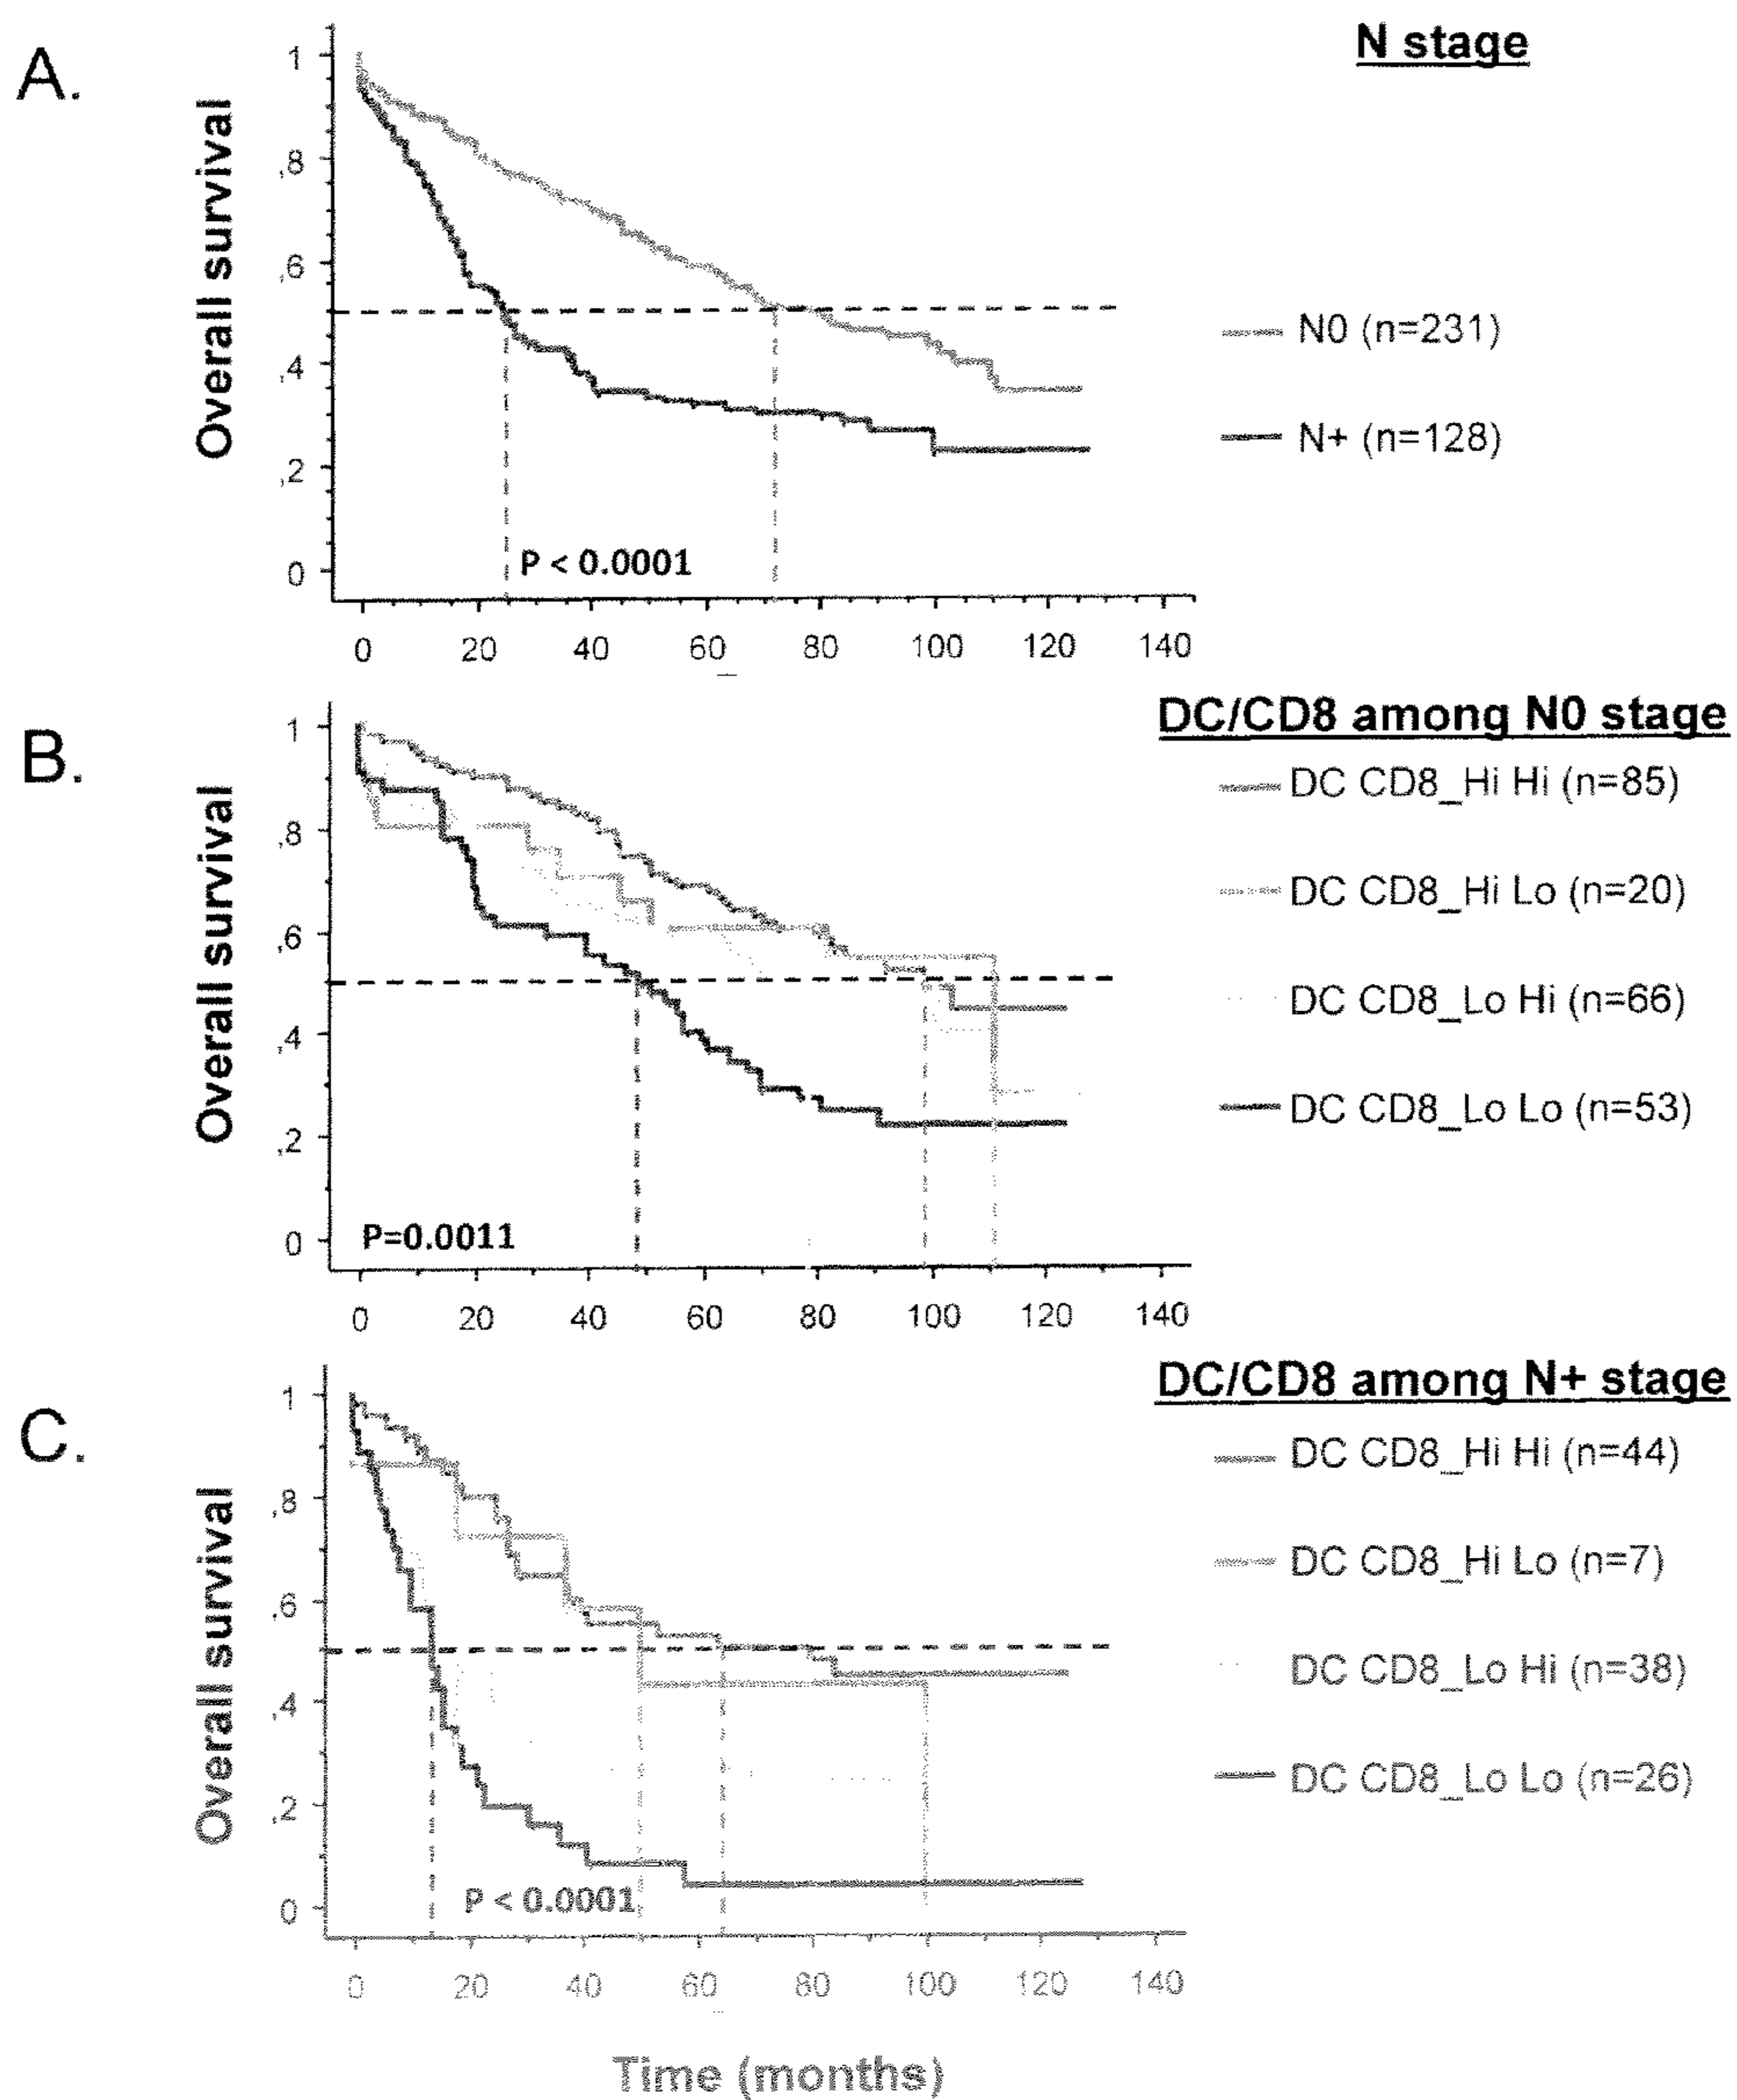 A.
N stage
Overall survival
1
,8
,6
,4
,2
0
N0 (n=231)
N+ (n=128)
P < 0.0001
0 20 40 60 80 100 120 140
B.
DC/CD8 among N0 stage
Overall survival
1
,8
,6
,4
,2
0
DC CD8_Hi Hi (n=85)
DC CD8_Hi Lo (n=20)
DC CD8_Lo Hi (n=66)
DC CD8_Lo Lo (n=53)
P=0.0011
0 20 40 60 80 100 120 140
C.
DC/CD8 among N+ stage
Overall survival
1
,8
,6
,4
,2
0
DC CD8_Hi Hi (n=44)
DC CD8_Hi Lo (n=7)
DC CD8_Lo Hi (n=38)
DC CD8_Lo Lo (n=26)
P < 0.0001
0 20 40 60 80 100 120 140
Time (months)